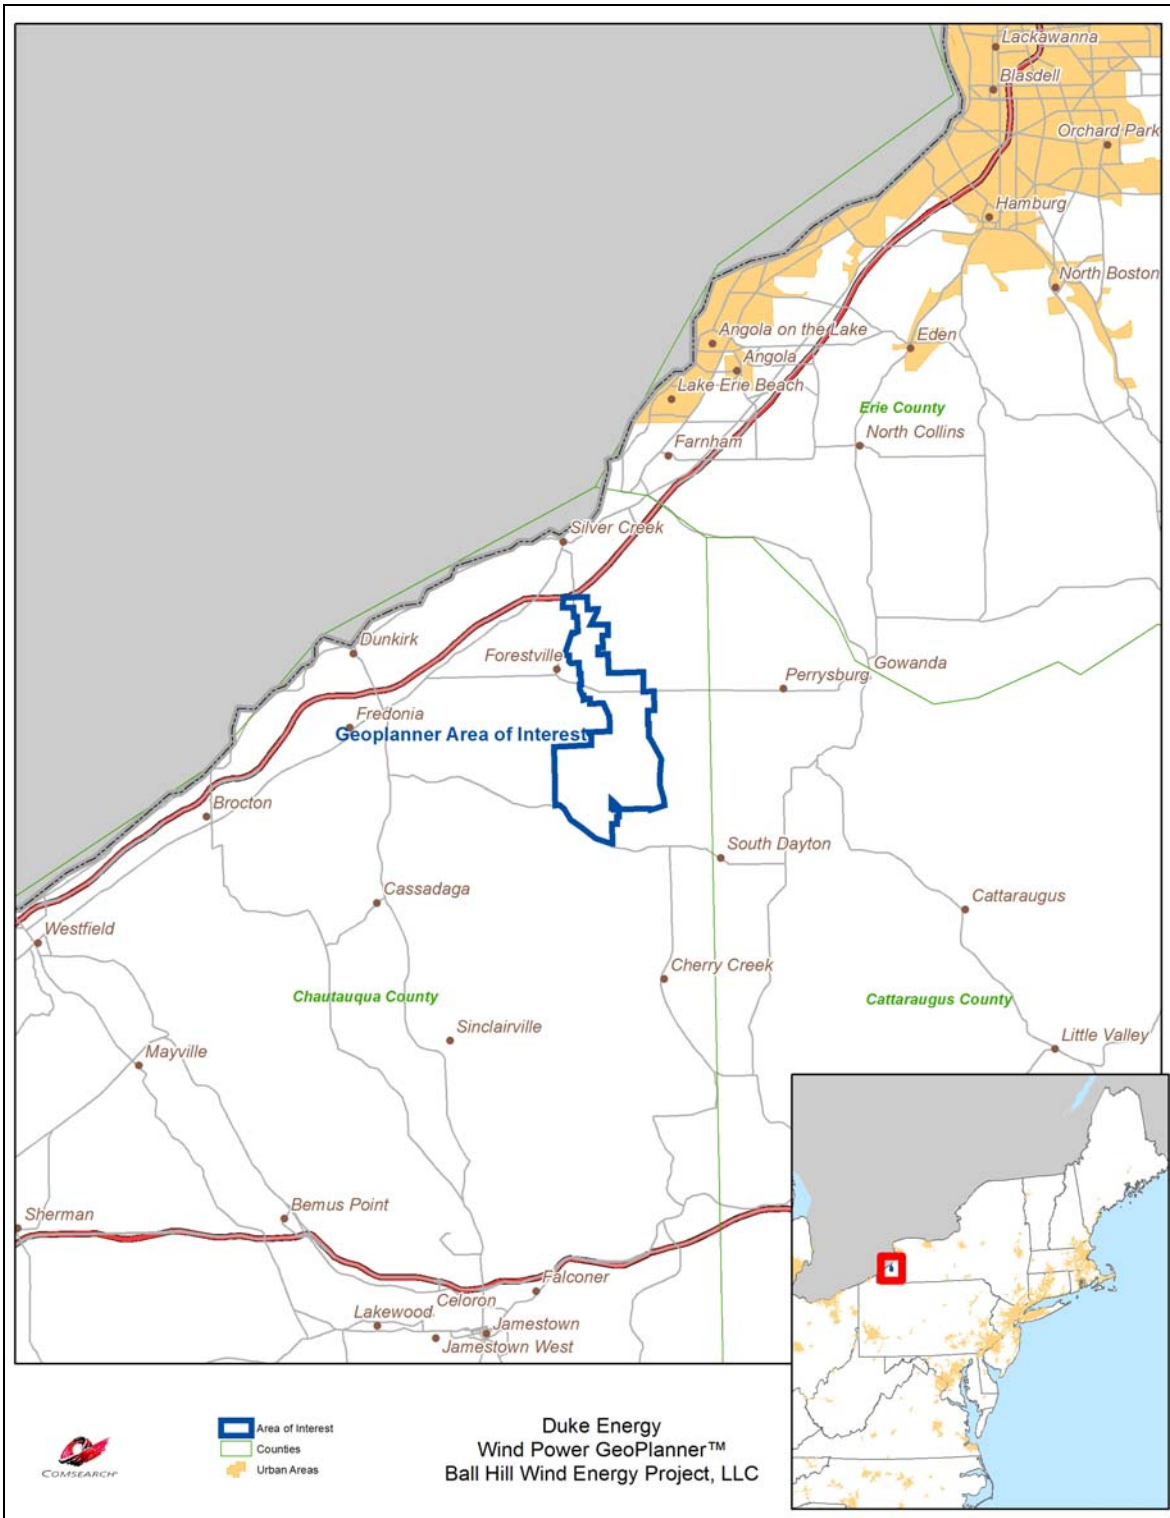 Lackawanna
Blasdell
Orchard Park
Hamburg
North Boston
Angola on the Lake
Eden
Angola
Lake Erie Beach
Erie County
North Collins
Farnham
Silver Creek
Dunkirk
Forestville
Gowanda
Perrysburg
Fredonia
Geoplanner Area of Interest
Brocton
South Dayton
Cassadaga
Cattaraugus
Westfield
Cherry Creek
Chautauqua County
Cattaraugus County
Sinclairville
Little Valley
Mayville
Bemus Point
Sherman
Falconer
Celoron
Lakewood
Jamestown
Jamestown West
COMSEARCH
Area of Interest
Counties
Urban Areas
Duke Energy
Wind Power GeoPlanner™
Ball Hill Wind Energy Project, LLC